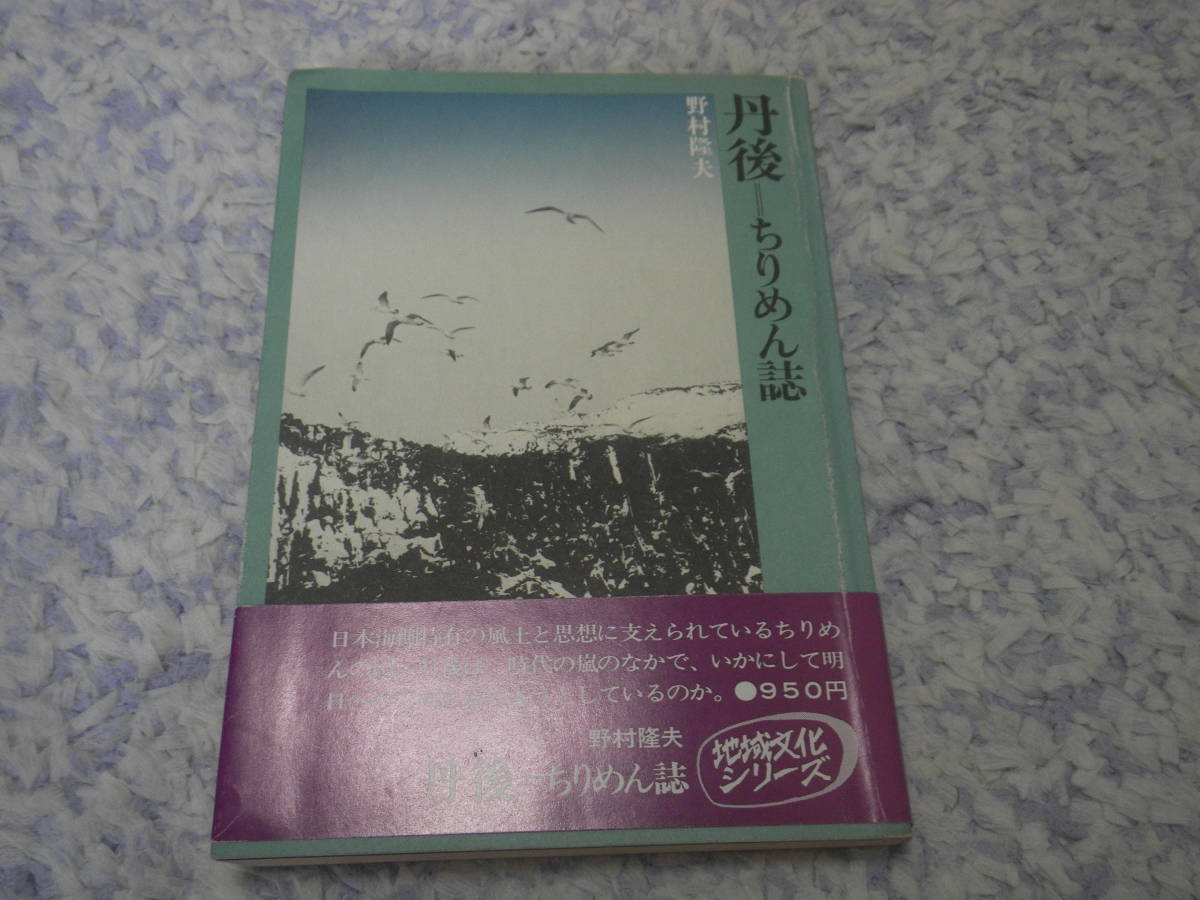 丹後＝ちりめん誌
野村隆夫
日本海側特有の風土と思想に支えられているちりめ
んの 時代の嵐のなかで、いかにして明
日 しているのか。●950円
野村隆夫
丹後＝ちりめん誌
地域文化
シリーズ